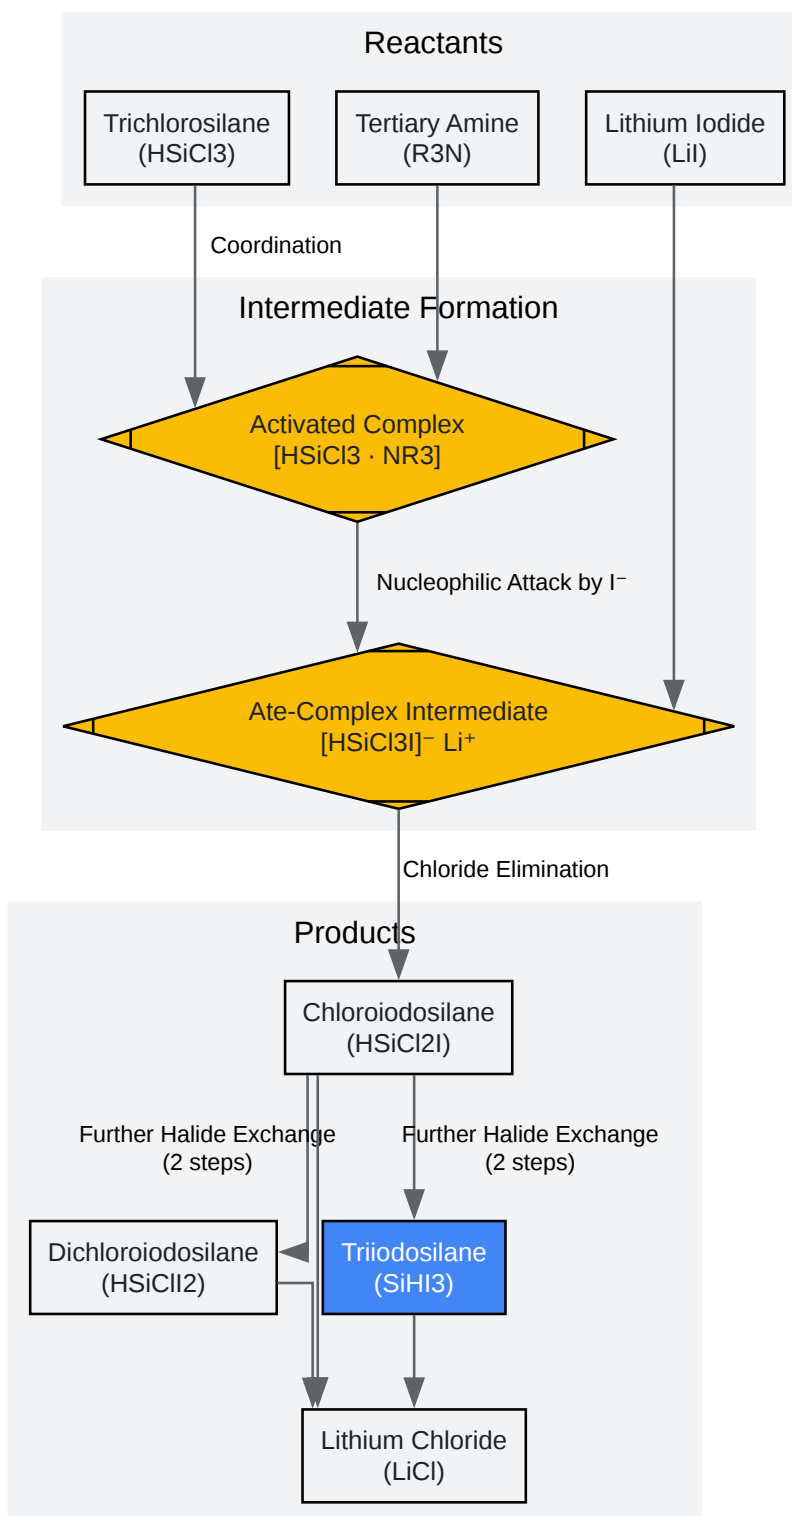 Reactants
Trichlorosilane
(HSiCl3)
Tertiary Amine
(R3N)
Lithium Iodide
(LiI)
Coordination
Intermediate Formation
Activated Complex
[HSiCl3 · NR3]
Nucleophilic Attack by I⁻
Ate-Complex Intermediate
[HSiCl3I]⁻ Li⁺
Chloride Elimination
Products
Chloroiodosilane
(HSiCl2I)
Further Halide Exchange
(2 steps)
Further Halide Exchange
(2 steps)
Dichloroiodosilane
(HSiClI2)
Triiodosilane
(SiHI3)
Lithium Chloride
(LiCl)